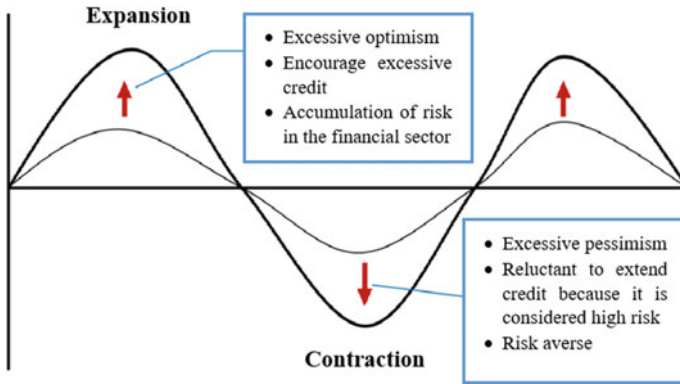 Expansion
• Excessive optimism
• Encourage excessive
credit
• Accumulation of risk
in the financial sector
• Excessive pessimism
• Reluctant to extend
credit because it is
considered high risk
• Risk averse
Contraction